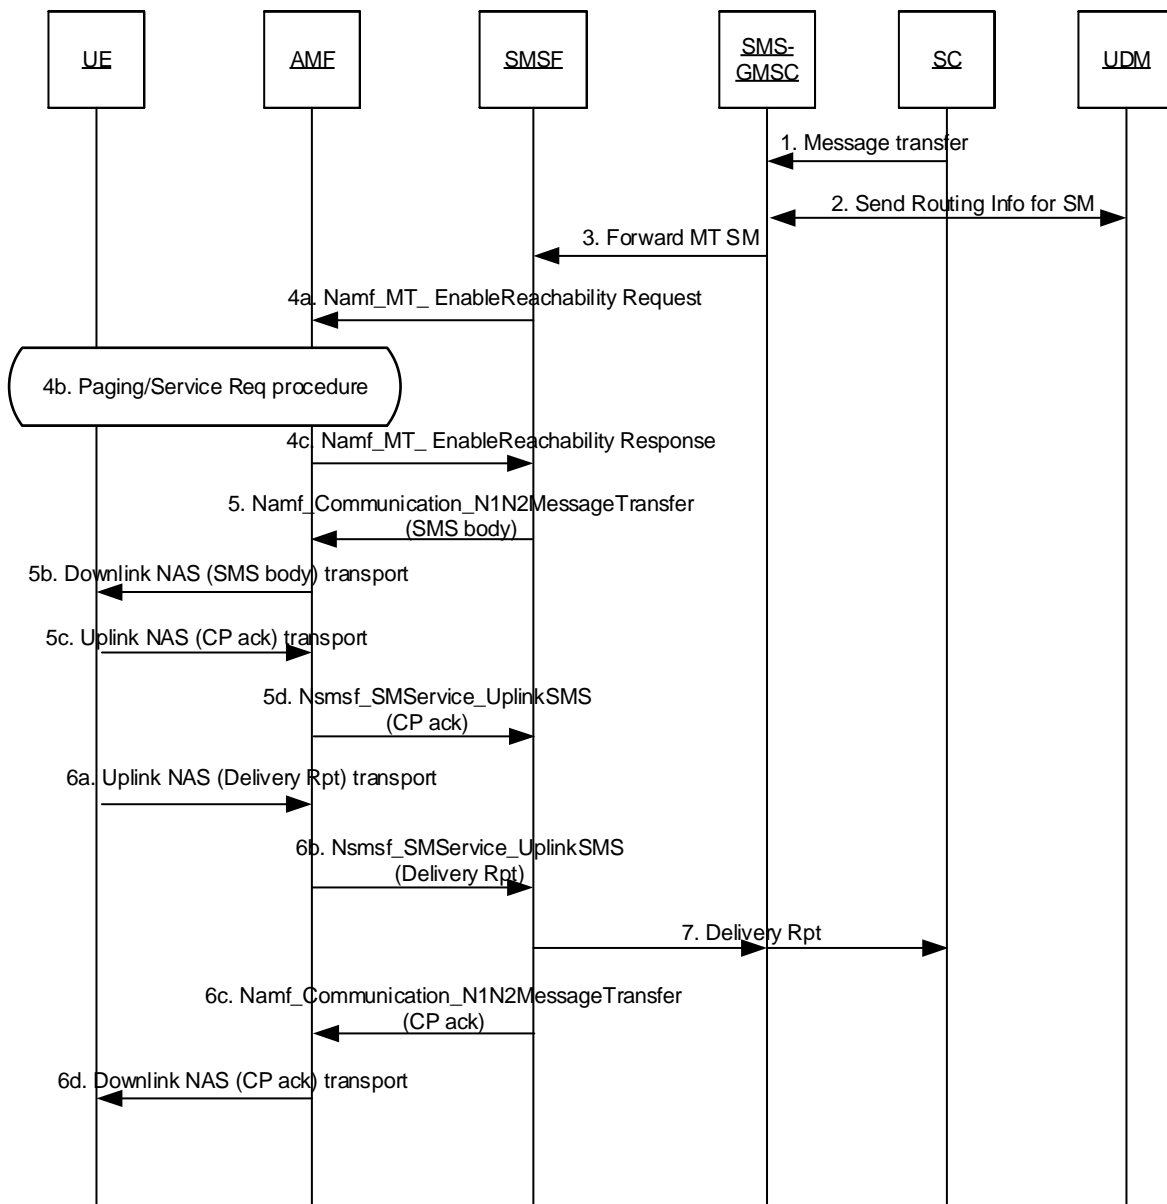 UE
AMF
SMSF
SMS-
GMSC
SC
UDM
1. Message transfer
2. Send Routing Info for SM
3. Forward MT SM
4a. Namf_MT_ EnableReachability Request
4b. Paging/Service Req procedure
4c. Namf_MT_ EnableReachability Response
5. Namf_Communication_N1N2MessageTransfer
(SMS body)
5b. Downlink NAS (SMS body) transport
5c. Uplink NAS (CP ack) transport
5d. Nsmsf_SMService_UplinkSMS
(CP ack)
6a. Uplink NAS (Delivery Rpt) transport
6b. Nsmsf_SMService_UplinkSMS
(Delivery Rpt)
7. Delivery Rpt
6c. Namf_Communication_N1N2MessageTransfer
(CP ack)
6d. Downlink NAS (CP ack) transport